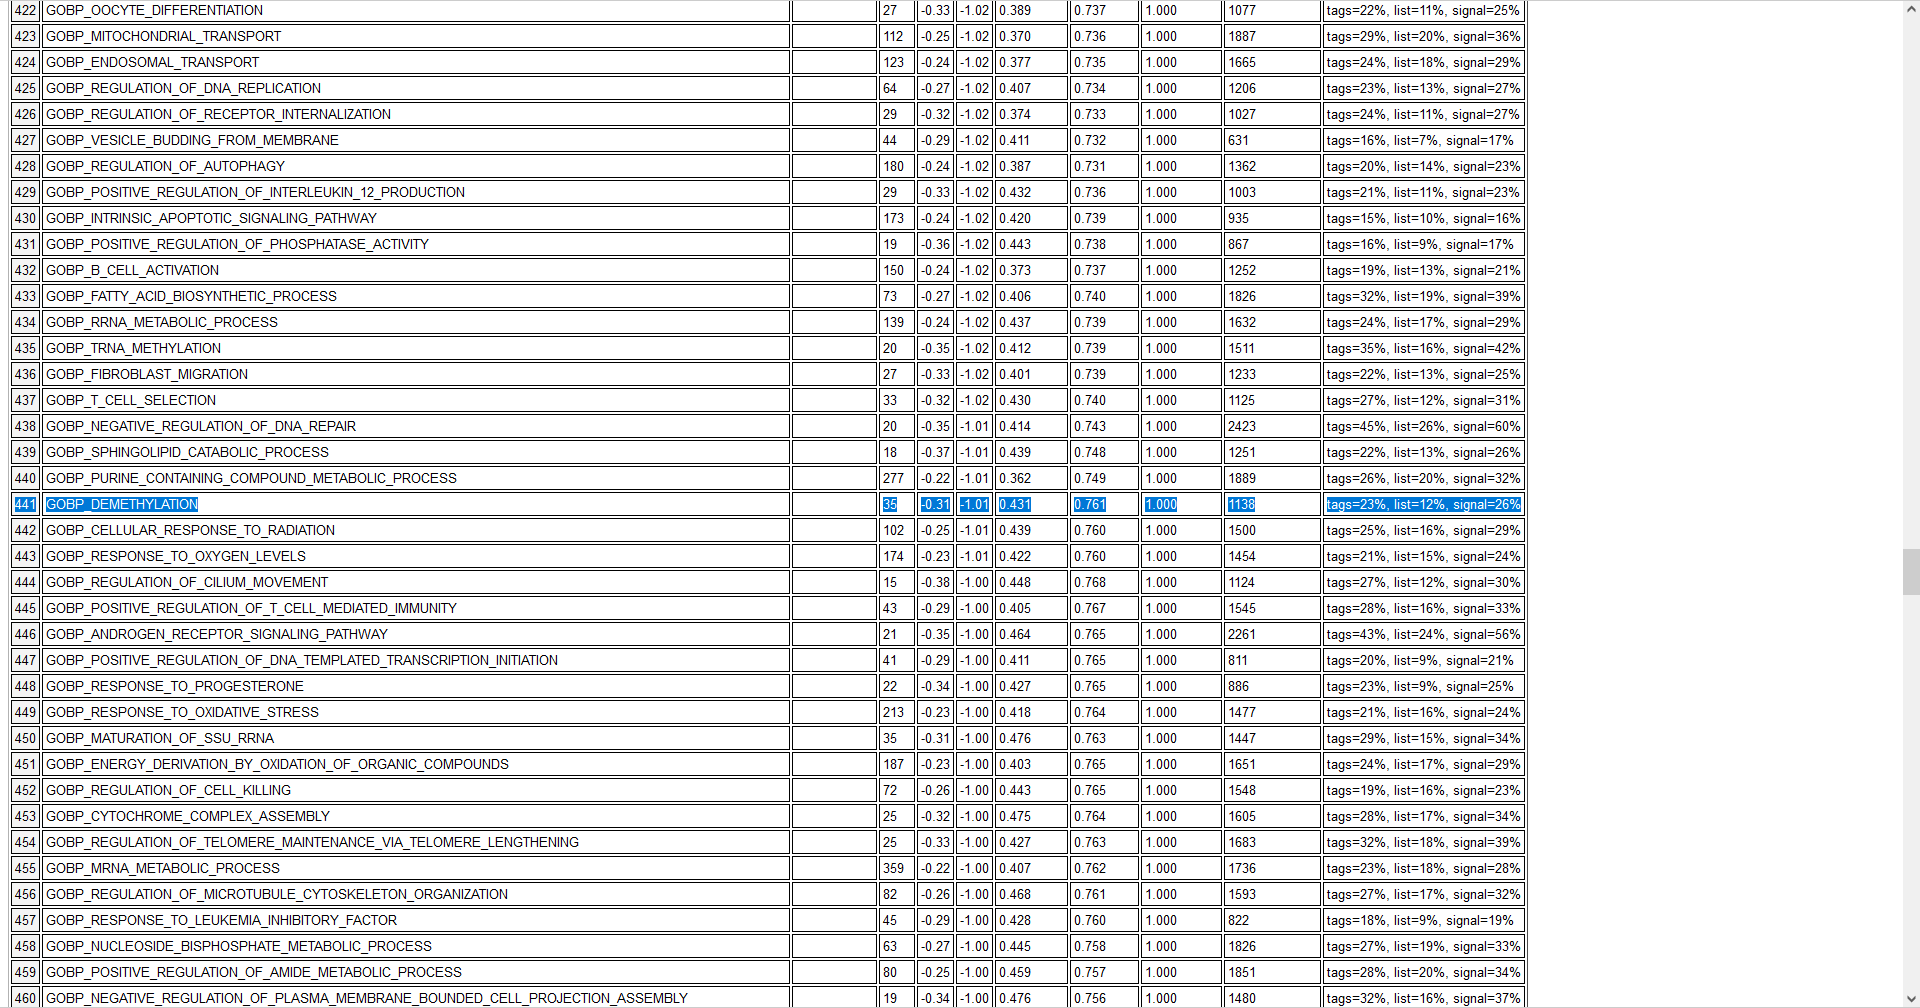 422 GOBP_OOCYTE_DIFFERENTIATION 27 -0.33 -1.02 0.389 0.737 1.000 1077 tags=22%, list=11%, signal=25%
423 GOBP_MITOCHONDRIAL_TRANSPORT 112 -0.25 -1.02 0.370 0.736 1.000 1887 tags=29%, list=20%, signal=36%
424 GOBP_ENDOSOMAL_TRANSPORT 123 -0.24 -1.02 0.377 0.735 1.000 1665 tags=24%, list=18%, signal=29%
425 GOBP_REGULATION_OF_DNA_REPLICATION 64 -0.27 -1.02 0.407 0.734 1.000 1206 tags=23%, list=13%, signal=27%
426 GOBP_REGULATION_OF_RECEPTOR_INTERNALIZATION 29 -0.32 -1.02 0.374 0.733 1.000 1027 tags=24%, list=11%, signal=27%
427 GOBP_VESICLE_BUDDING_FROM_MEMBRANE 44 -0.29 -1.02 0.411 0.732 1.000 631 tags=16%, list=7%, signal=17%
428 GOBP_REGULATION_OF_AUTOPHAGY 180 -0.24 -1.02 0.387 0.731 1.000 1362 tags=20%, list=14%, signal=23%
429 GOBP_POSITIVE_REGULATION_OF_INTERLEUKIN_12_PRODUCTION 29 -0.33 -1.02 0.432 0.736 1.000 1003 tags=21%, list=11%, signal=23%
430 GOBP_INTRINSIC_APOPTOTIC_SIGNALING_PATHWAY 173 -0.24 -1.02 0.420 0.739 1.000 935 tags=15%, list=10%, signal=16%
431 GOBP_POSITIVE_REGULATION_OF_PHOSPHATASE_ACTIVITY 19 -0.36 -1.02 0.443 0.738 1.000 867 tags=16%, list=9%, signal=17%
432 GOBP_B_CELL_ACTIVATION 150 -0.24 -1.02 0.373 0.737 1.000 1252 tags=19%, list=13%, signal=21%
433 GOBP_FATTY_ACID_BIOSYNTHETIC_PROCESS 73 -0.27 -1.02 0.406 0.740 1.000 1826 tags=32%, list=19%, signal=39%
434 GOBP_RRNA_METABOLIC_PROCESS 139 -0.24 -1.02 0.437 0.739 1.000 1632 tags=24%, list=17%, signal=29%
435 GOBP_TRNA_METHYLATION 20 -0.35 -1.02 0.412 0.739 1.000 1511 tags=35%, list=16%, signal=42%
436 GOBP_FIBROBLAST_MIGRATION 27 -0.33 -1.02 0.401 0.739 1.000 1233 tags=22%, list=13%, signal=25%
437 GOBP_T_CELL_SELECTION 33 -0.32 -1.02 0.430 0.740 1.000 1125 tags=27%, list=12%, signal=31%
438 GOBP_NEGATIVE_REGULATION_OF_DNA_REPAIR 20 -0.35 -1.01 0.414 0.743 1.000 2423 tags=45%, list=26%, signal=60%
439 GOBP_SPHINGOLIPID_CATABOLIC_PROCESS 18 -0.37 -1.01 0.439 0.748 1.000 1251 tags=22%, list=13%, signal=26%
440 GOBP_PURINE_CONTAINING_COMPOUND_METABOLIC_PROCESS 277 -0.22 -1.01 0.362 0.749 1.000 1889 tags=26%, list=20%, signal=32%
441 GOBP_DEMETHYLATION 35 -0.31 -1.01 0.431 0.761 1.000 1138 tags=23%, list=12%, signal=26%
442 GOBP_CELLULAR_RESPONSE_TO_RADIATION 102 -0.25 -1.01 0.439 0.760 1.000 1500 tags=25%, list=16%, signal=29%
443 GOBP_RESPONSE_TO_OXYGEN_LEVELS 174 -0.23 -1.01 0.422 0.760 1.000 1454 tags=21%, list=15%, signal=24%
444 GOBP_REGULATION_OF_CILIUM_MOVEMENT 15 -0.38 -1.00 0.448 0.768 1.000 1124 tags=27%, list=12%, signal=30%
445 GOBP_POSITIVE_REGULATION_OF_T_CELL_MEDIATED_IMMUNITY 43 -0.29 -1.00 0.405 0.767 1.000 1545 tags=28%, list=16%, signal=33%
446 GOBP_ANDROGEN_RECEPTOR_SIGNALING_PATHWAY 21 -0.35 -1.00 0.464 0.765 1.000 2261 tags=43%, list=24%, signal=56%
447 GOBP_POSITIVE_REGULATION_OF_DNA_TEMPLATED_TRANSCRIPTION_INITIATION 41 -0.29 -1.00 0.411 0.765 1.000 811 tags=20%, list=9%, signal=21%
448 GOBP_RESPONSE_TO_PROGESTERONE 22 -0.34 -1.00 0.427 0.765 1.000 886 tags=23%, list=9%, signal=25%
449 GOBP_RESPONSE_TO_OXIDATIVE_STRESS 213 -0.23 -1.00 0.418 0.764 1.000 1477 tags=21%, list=16%, signal=24%
450 GOBP_MATURATION_OF_SSU_RRNA 35 -0.31 -1.00 0.476 0.763 1.000 1447 tags=29%, list=15%, signal=34%
451 GOBP_ENERGY_DERIVATION_BY_OXIDATION_OF_ORGANIC_COMPOUNDS 187 -0.23 -1.00 0.403 0.765 1.000 1651 tags=24%, list=17%, signal=29%
452 GOBP_REGULATION_OF_CELL_KILLING 72 -0.26 -1.00 0.443 0.765 1.000 1548 tags=19%, list=16%, signal=23%
453 GOBP_CYTOCHROME_COMPLEX_ASSEMBLY 25 -0.32 -1.00 0.475 0.764 1.000 1605 tags=28%, list=17%, signal=34%
454 GOBP_REGULATION_OF_TELOMERE_MAINTENANCE_VIA_TELOMERE_LENGTHENING 25 -0.33 -1.00 0.427 0.763 1.000 1683 tags=32%, list=18%, signal=39%
455 GOBP_MRNA_METABOLIC_PROCESS 359 -0.22 -1.00 0.407 0.762 1.000 1736 tags=23%, list=18%, signal=28%
456 GOBP_REGULATION_OF_MICROTUBULE_CYTOSKELETON_ORGANIZATION 82 -0.26 -1.00 0.468 0.761 1.000 1593 tags=27%, list=17%, signal=32%
457 GOBP_RESPONSE_TO_LEUKEMIA_INHIBITORY_FACTOR 45 -0.29 -1.00 0.428 0.760 1.000 822 tags=18%, list=9%, signal=19%
458 GOBP_NUCLEOSIDE_BISPHOSPHATE_METABOLIC_PROCESS 63 -0.27 -1.00 0.445 0.758 1.000 1826 tags=27%, list=19%, signal=33%
459 GOBP_POSITIVE_REGULATION_OF_AMIDE_METABOLIC_PROCESS 80 -0.25 -1.00 0.459 0.757 1.000 1851 tags=28%, list=20%, signal=34%
460 GOBP_NEGATIVE_REGULATION_OF_PLASMA_MEMBRANE_BOUNDED_CELL_PROJECTION_ASSEMBLY 19 -0.34 -1.00 0.476 0.756 1.000 1480 tags=32%, list=16%, signal=37%